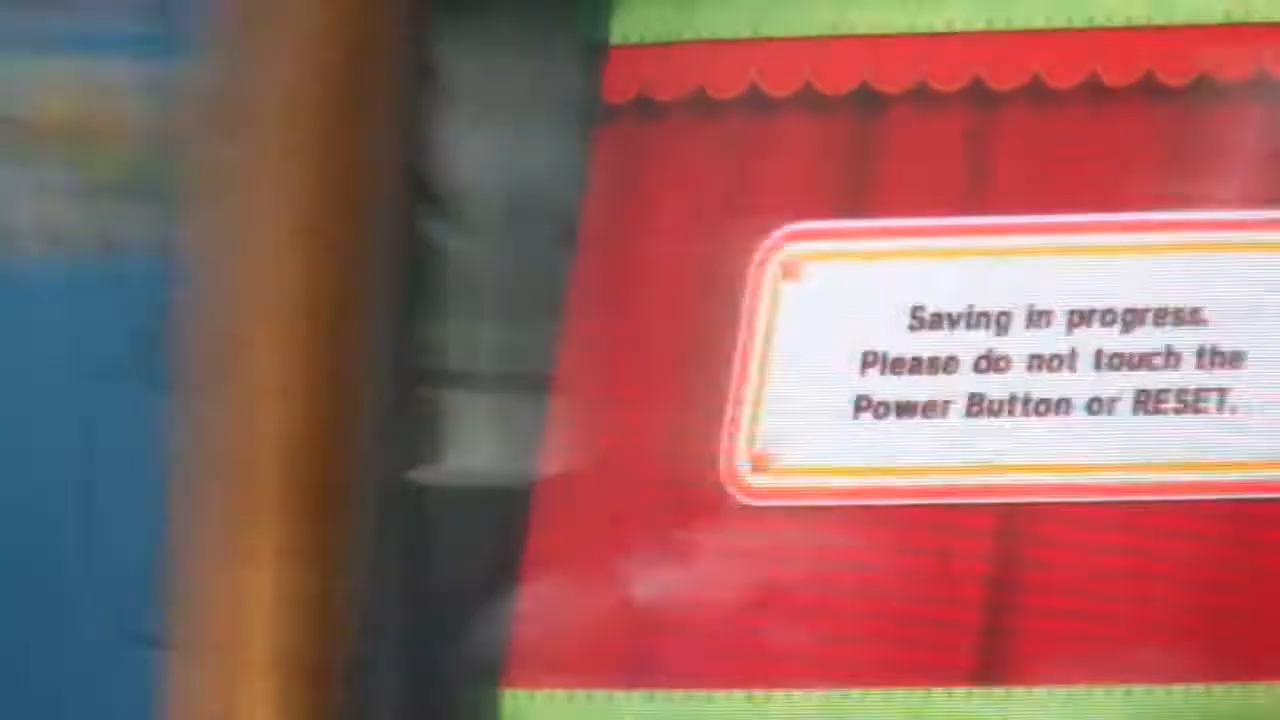 Saving in progress.
Please do not touch the
Power Button or RESET.